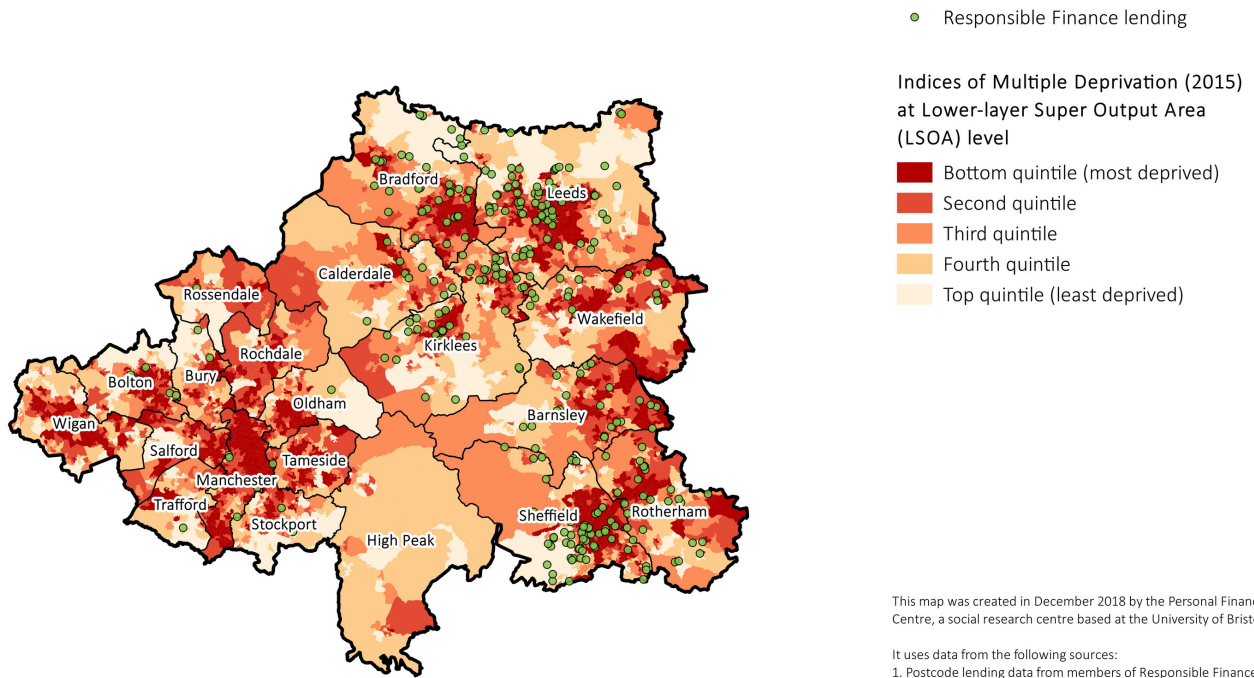 Responsible Finance lending
Indices of Multiple Deprivation (2015)
at Lower-layer Super Output Area
(LSOA) level
Bottom quintile (most deprived)
Second quintile
Third quintile
Fourth quintile
Top quintile (least deprived)
Bradford
Leeds
Calderdale
Rossendale
Wakefield
Kirklees
Rochdale
Bury
Bolton
Oldham
Wigan
Barnsley
Salford
Tameside
Manchester
Trafford
Stockport
Sheffield
Rotherham
High Peak
This map was created in December 2018 by the Personal Financ
Centre, a social research centre based at the University of Bristo
It uses data from the following sources:
1. Postcode lending data from members of Responsible Finance